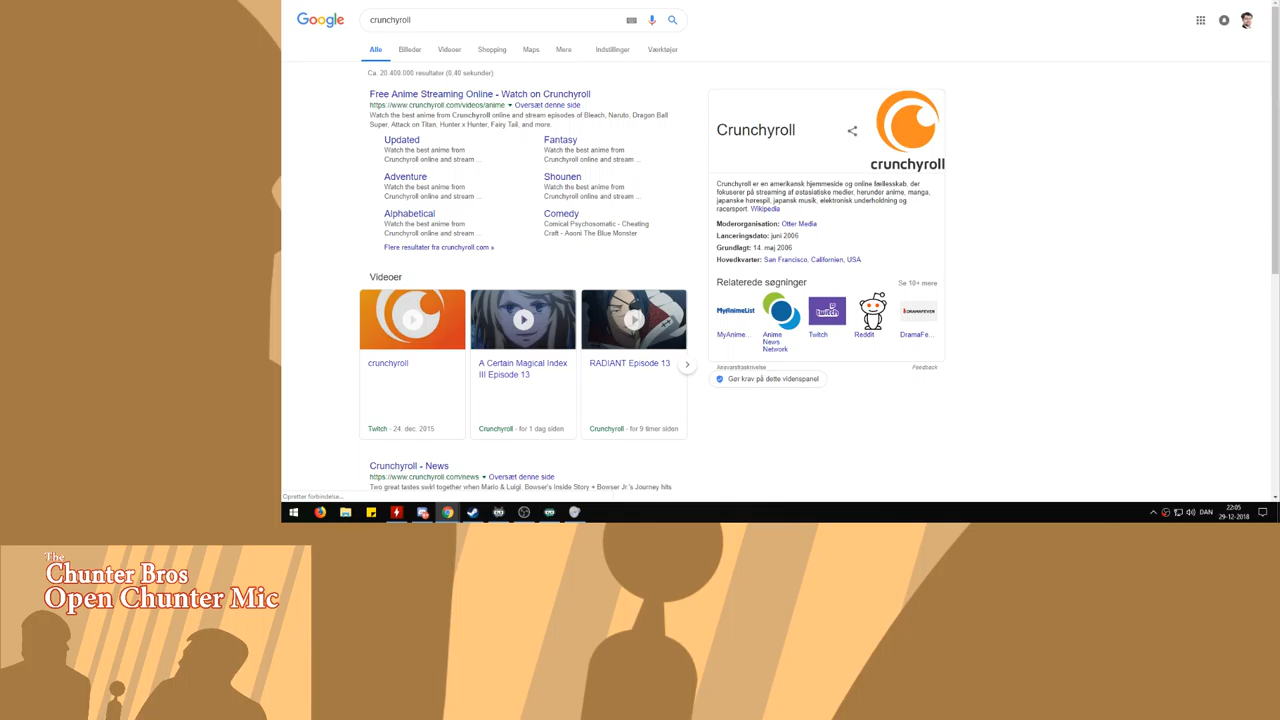 Google
crunchyroll
Alle Billeder Videoer Shopping Maps Mere Indstillinger Værktøjer
Ca. 20.400.000 resultater (0,40 sekunder)
Free Anime Streaming Online - Watch on Crunchyroll
https://www.crunchyroll.com/videos/anime ▼ Oversæt denne side
Watch the best anime from Crunchyroll online and stream episodes of Bleach, Naruto, Dragon Ball
Super, Attack on Titan, Hunter x Hunter, Fairy Tail, and more.
Updated
Watch the best anime from
Crunchyroll online and stream ...
Fantasy
Watch the best anime from
Crunchyroll online and stream ...
Adventure
Watch the best anime from
Crunchyroll online and stream ...
Shounen
Watch the best anime from
Crunchyroll online and stream ...
Alphabetical
Watch the best anime from
Crunchyroll online and stream ...
Comedy
Comical Psychosomatic - Cheating
Craft - Aooni The Blue Monster
Flere resultater fra crunchyroll.com »
Videoer
crunchyroll
Twitch - 24. dec. 2015
A Certain Magical Index
III Episode 13
Crunchyroll - for 1 dag siden
RADIANT Episode 13
Crunchyroll - for 9 timer siden
Crunchyroll - News
https://www.crunchyroll.com/news ▼ Oversæt denne side
Two great tastes swirl together when Mario & Luigi: Bowser's Inside Story + Bowser Jr.'s Journey hits
Opretter forbindelse...
Crunchyroll
crunchyroll
Crunchyroll er en amerikansk hjemmeside og online fællesskab, der
fokuserer på streaming af østasiatiske medier, herunder anime, manga,
japanske hørespil, japansk musik, elektronisk underholdning og
racersport. Wikipedia
Moderorganisation: Otter Media
Lanceringsdato: juni 2006
Grundlagt: 14. maj 2006
Hovedkvarter: San Francisco, Californien, USA
Relaterede søgninger
Se 10+ mere
MyAnimeList
twitch
DRAMAFEVER
MyAnime...
Anime
News
Network
Twitch
Reddit
DramaFe...
Ansvarsfraskrivelse
Feedback
Gør krav på dette videnspanel
DAN
22:05
29-12-2018
The
Chunter Bros
Open Chunter Mic